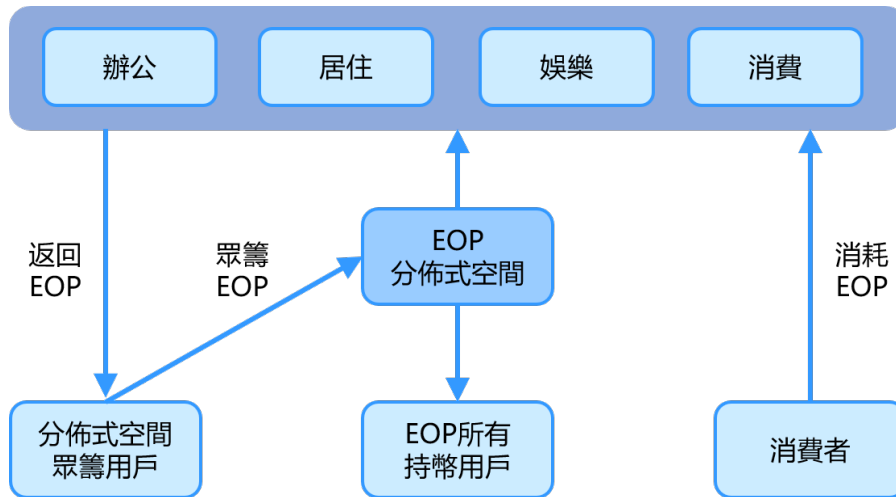 辦公
居住
娛樂
消費
返回
EOP
眾籌
EOP
EOP
分佈式空間
消耗
EOP
分佈式空間
眾籌用戶
EOP所有
持幣用戶
消費者